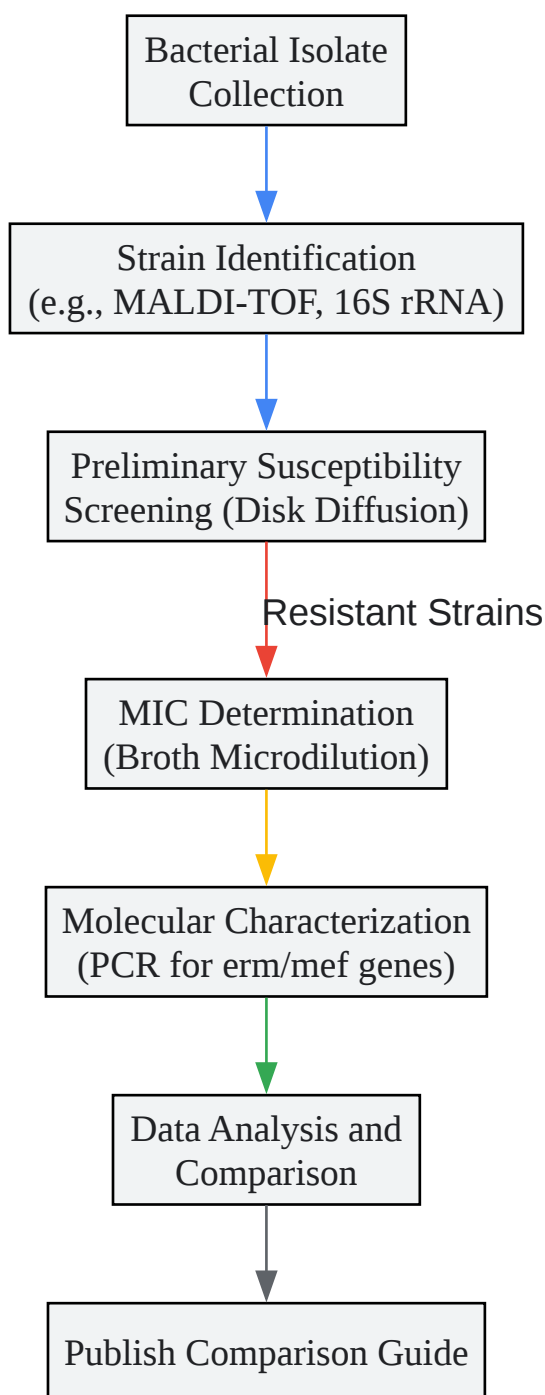 Bacterial Isolate
Collection
Strain Identification
(e.g., MALDI-TOF, 16S rRNA)
Preliminary Susceptibility
Screening (Disk Diffusion)
Resistant Strains
MIC Determination
(Broth Microdilution)
Molecular Characterization
(PCR for erm/mef genes)
Data Analysis and
Comparison
Publish Comparison Guide